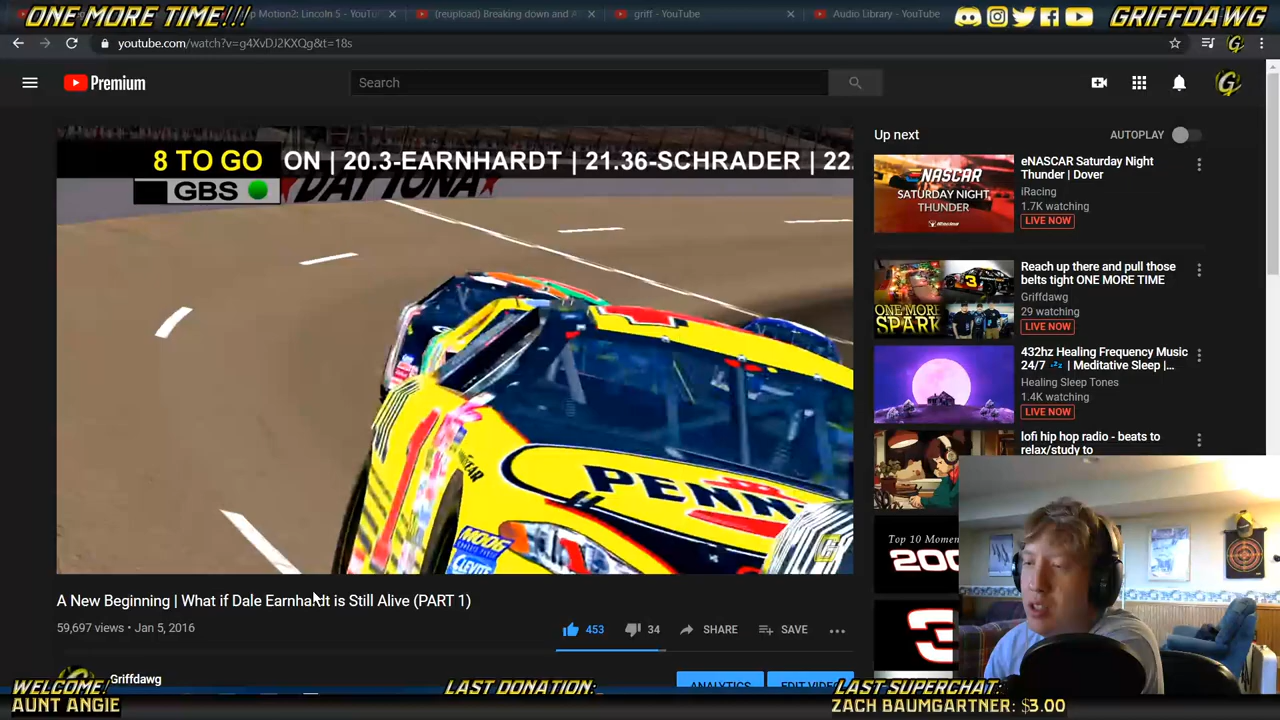 ONE MORE TIME!!!
Motion2: Lincoln 5 - YouTu
(reupload) Breaking down and
griff - YouTube
Audio Library - YouTube
GRIFFDAWG
youtube.com/watch?v=g4XvDJ2KXQg&t=18s
Premium
Search
G
8 TO GO
ON | 20.3-EARNHARDT | 21.36-SCHRADER | 22.
GBS
DAYTONA
PENN
MOOG
CLEVITE
Up next
AUTOPLAY
NASCAR
SATURDAY NIGHT
THUNDER
eNASCAR Saturday Night
Thunder | Dover
iRacing
1.7K watching
LIVE NOW
3
ONE MORE
SPARK
Reach up there and pull those
belts tight ONE MORE TIME
Griffdawg
29 watching
LIVE NOW
432hz Healing Frequency Music
24/7 💤 | Meditative Sleep |...
Healing Sleep Tones
1.4K watching
LIVE NOW
lofi hip hop radio - beats to
relax/study to
Top 10 Momen
200
3
A New Beginning | What if Dale Earnhardt is Still Alive (PART 1)
59,697 views • Jan 5, 2016
453
34
SHARE
SAVE
Griffdawg
ANALYTICS
EDIT VIDEO
WELCOME!
AUNT ANGIE
LAST DONATION:
LAST SUPERCHAT:
ZACH BAUMGARTNER: $3.00